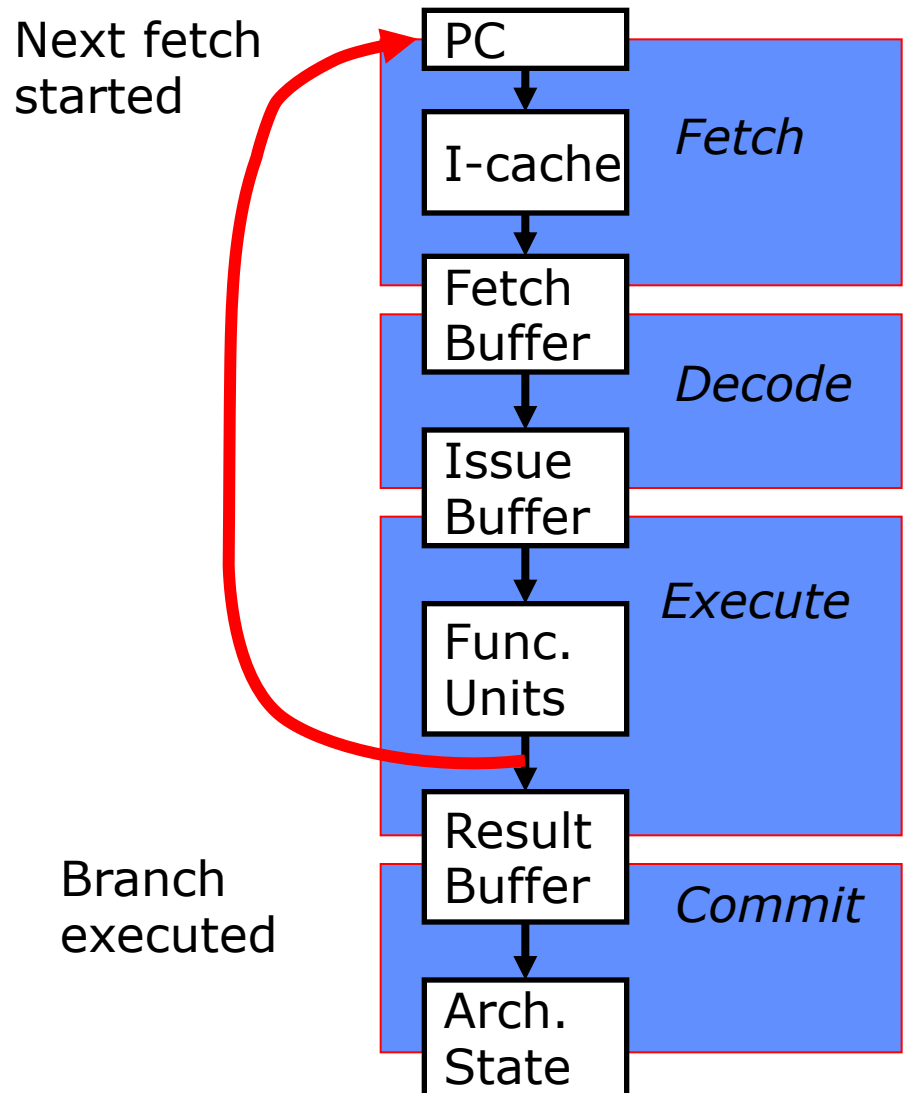 Next fetch
started
PC
I-cache
Fetch
Fetch
Buffer
Decode
Issue
Buffer
Execute
Func.
Units
Result
Buffer
Branch
executed
Commit
Arch.
State